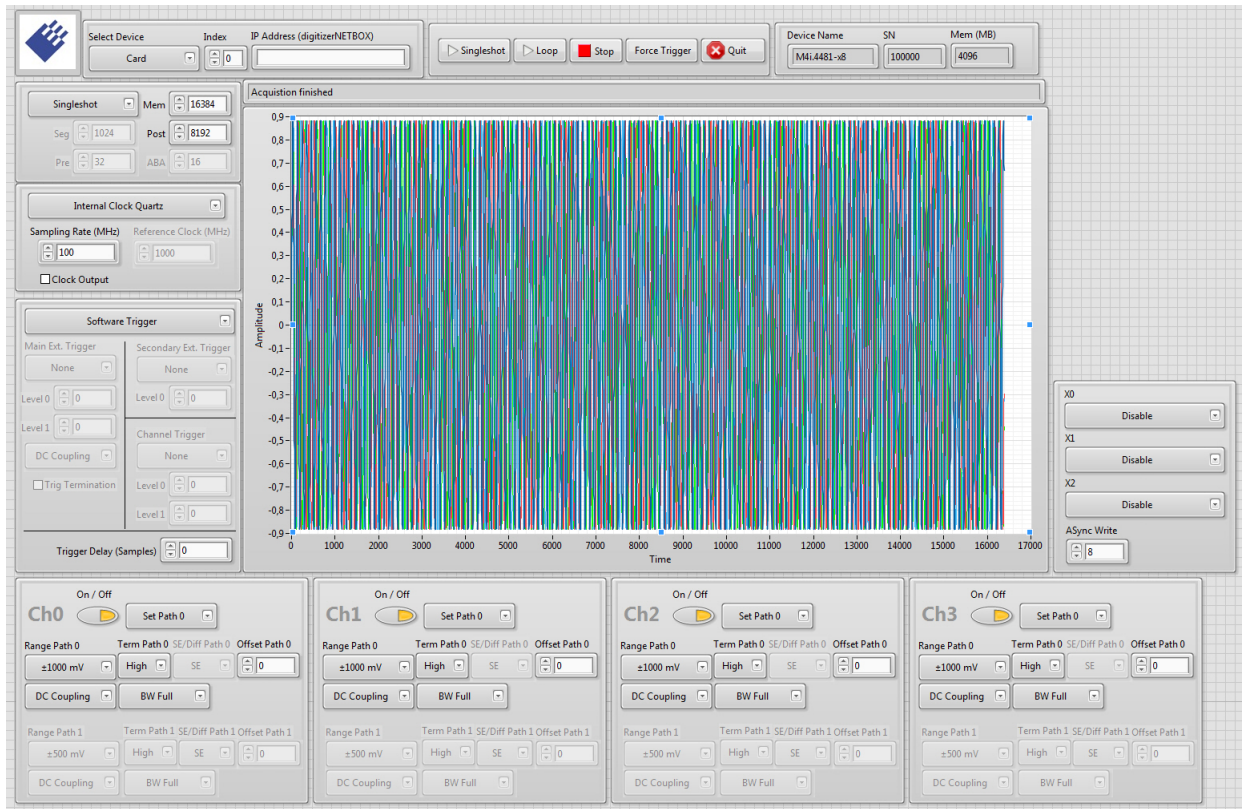 Select Device Index IP Address (digitizerNETBOX)
Card 0
Singleshot Loop Stop Force Trigger Quit
Device Name SN Mem (MB)
M4i.4481-x8 100000 4096
Singleshot Mem 16384
Seg 1024 Post 8192
Pre 32 ABA 16
Internal Clock Quartz
Sampling Rate (MHz) Reference Clock (MHz)
100 1000
Clock Output
Software Trigger
Main Ext. Trigger Secondary Ext. Trigger
None None
Level 0 0 Level 0 0
Level 1 0
Channel Trigger
DC Coupling None
Trig Termination Level 0 0
Level 1 0
Trigger Delay (Samples) 0
Acquistion finished
Amplitude
0,9
0,8
0,7
0,6
0,5
0,4
0,3
0,2
0,1
0
-0,1
-0,2
-0,3
-0,4
-0,5
-0,6
-0,7
-0,8
-0,9
0 1000 2000 3000 4000 5000 6000 7000 8000 9000 10000 11000 12000 13000 14000 15000 16000 17000
Time
X0
Disable
X1
Disable
X2
Disable
ASync Write
8
On / Off
Ch0 Set Path 0
Range Path 0 Term Path 0 SE/Diff Path 0 Offset Path 0
±1000 mV High SE 0
DC Coupling BW Full
Range Path 1 Term Path 1 SE/Diff Path 1 Offset Path 1
±500 mV High SE 0
DC Coupling BW Full
On / Off
Ch1 Set Path 0
Range Path 0 Term Path 0 SE/Diff Path 0 Offset Path 0
±1000 mV High SE 0
DC Coupling BW Full
Range Path 1 Term Path 1 SE/Diff Path 1 Offset Path 1
±500 mV High SE 0
DC Coupling BW Full
On / Off
Ch2 Set Path 0
Range Path 0 Term Path 0 SE/Diff Path 0 Offset Path 0
±1000 mV High SE 0
DC Coupling BW Full
Range Path 1 Term Path 1 SE/Diff Path 1 Offset Path 1
±500 mV High SE 0
DC Coupling BW Full
On / Off
Ch3 Set Path 0
Range Path 0 Term Path 0 SE/Diff Path 0 Offset Path 0
±1000 mV High SE 0
DC Coupling BW Full
Range Path 1 Term Path 1 SE/Diff Path 1 Offset Path 1
±500 mV High SE 0
DC Coupling BW Full